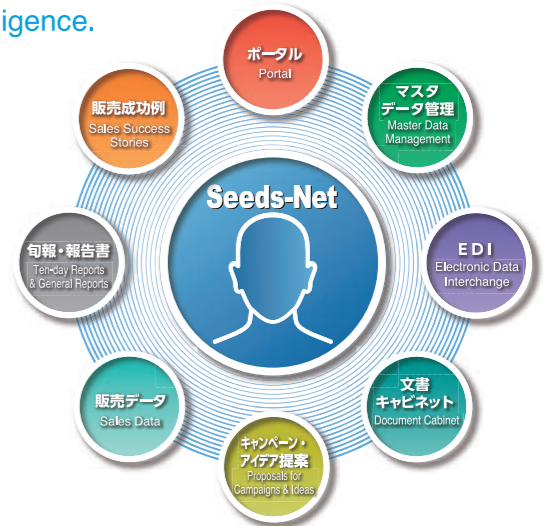 igence.
ポータル
Portal
マスタ
データ管理
Master Data
Management
EDI
Electronic Data
Interchange
文書
キャビネット
Document Cabinet
キャンペーン・
アイデア提案
Proposals for
Campaigns & Ideas
販売データ
Sales Data
旬報・報告書
Ten-day Reports
& General Reports
販売成功例
Sales Success
Stories
Seeds-Net